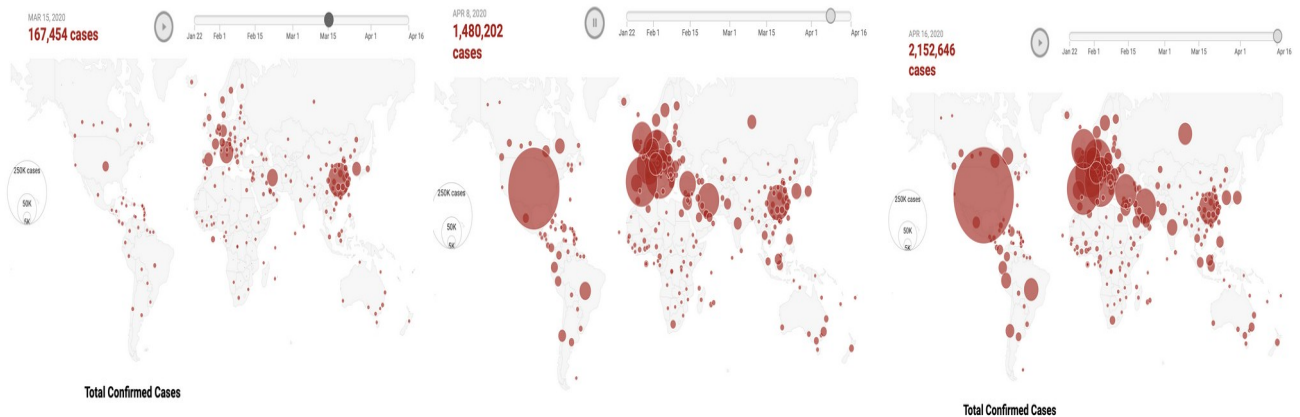 MAR 15, 2020
167,454 cases
Jan 22 Feb 1 Feb 15 Mar 1 Mar 15 Apr 1 Apr 16
250K cases
50K
5K
Total Confirmed Cases
APR 8, 2020
1,480,202
cases
Jan 22 Feb 1 Feb 15 Mar 1 Mar 15 Apr 1 Apr 16
250K cases
50K
5K
APR 16, 2020
2,152,646
cases
Jan 22 Feb 1 Feb 15 Mar 1 Mar 15 Apr 1 Apr 16
250K cases
50K
5K
Total Confirmed Cases